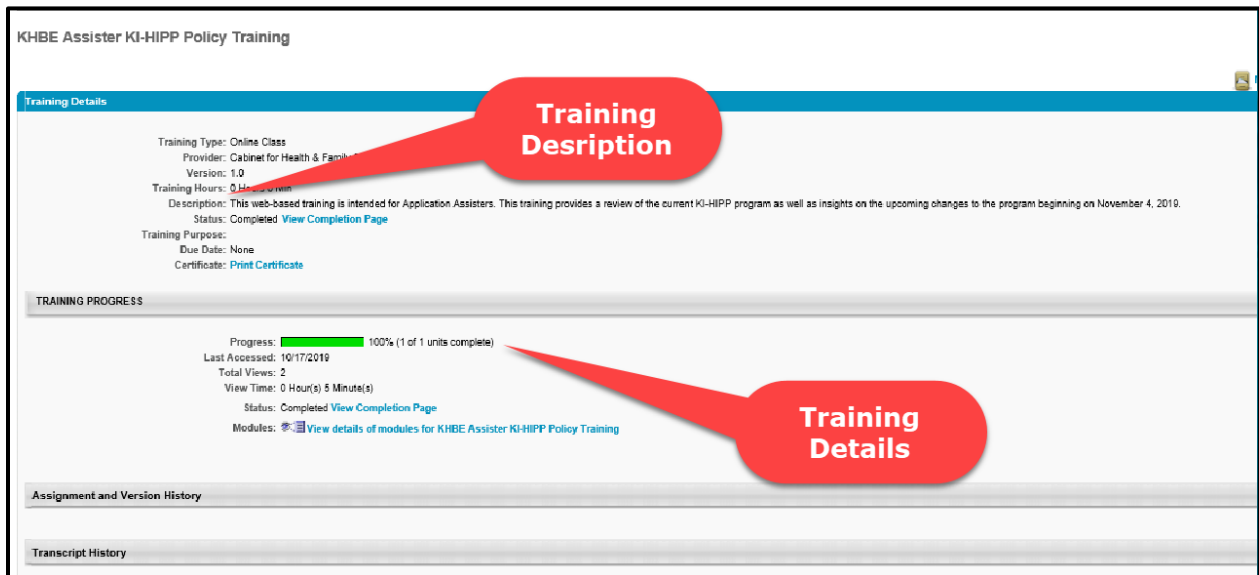 KHBE Assister KI-HIPP Policy Training
Training Details
Training
Desription
Training Type: Online Class
Provider: Cabinet for Health & Family
Version: 1.0
Training Hours: 0 Hours 0 Min
Description: This web-based training is intended for Application Assisters. This training provides a review of the current KI-HIPP program as well as insights on the upcoming changes to the program beginning on November 4, 2019.
Status: Completed View Completion Page
Training Purpose:
Due Date: None
Certificate: Print Certificate
TRAINING PROGRESS
Progress: 100% (1 of 1 units complete)
Last Accessed: 10/17/2019
Total Views: 2
View Time: 0 Hour(s) 5 Minute(s)
Status: Completed View Completion Page
Modules: View details of modules for KHBE Assister KI-HIPP Policy Training
Training
Details
Assignment and Version History
Transcript History